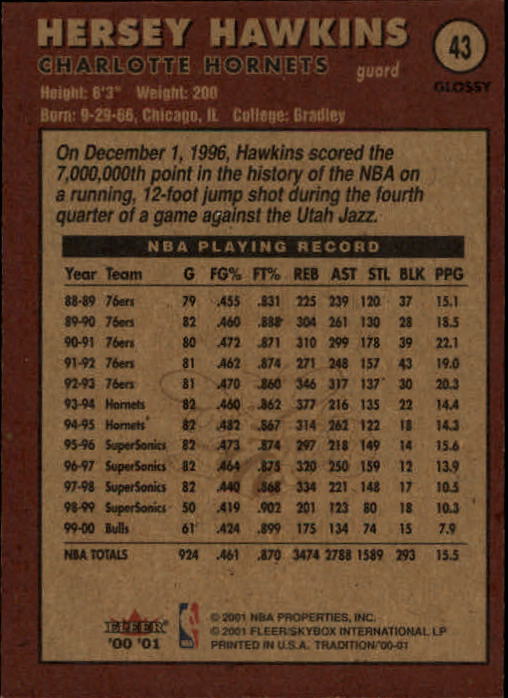 HERSEY HAWKINS
43
CHARLOTTE HORNETS
guard
GLOSSY
Height: 6'3" Weight: 200
Born: 9-29-66, Chicago, IL College: Bradley
On December 1, 1996, Hawkins scored the
7,000,000th point in the history of the NBA on
a running, 12-foot jump shot during the fourth
quarter of a game against the Utah Jazz.
NBA PLAYING RECORD
Year Team G FG% FT% REB AST STL BLK PPG
88-89 76ers 79 .455 .831 225 239 120 37 15.1
89-90 76ers 82 .460 .888 304 261 130 28 18.5
90-91 76ers 80 .472 .871 310 299 178 39 22.1
91-92 76ers 81 .462 .874 271 248 157 43 19.0
92-93 76ers 81 .470 .860 346 317 137 30 20.3
93-94 Hornets 82 .460 .862 377 216 135 22 14.4
94-95 Hornets 82 .482 .867 314 262 122 18 14.3
95-96 SuperSonics 82 .473 .874 297 218 149 14 15.6
96-97 SuperSonics 82 .464 .875 320 250 159 12 13.9
97-98 SuperSonics 82 .440 .868 334 221 148 17 10.5
98-99 SuperSonics 50 .419 .902 201 123 80 18 10.3
99-00 Bulls 61 .424 .899 175 134 74 15 7.9
NBA TOTALS 924 .461 .870 3474 2788 1589 293 15.5
FLEER
'00 '01
© 2001 NBA PROPERTIES, INC.
© 2001 FLEER/SKYBOX INTERNATIONAL LP
PRINTED IN U.S.A. TRADITION/'00-01